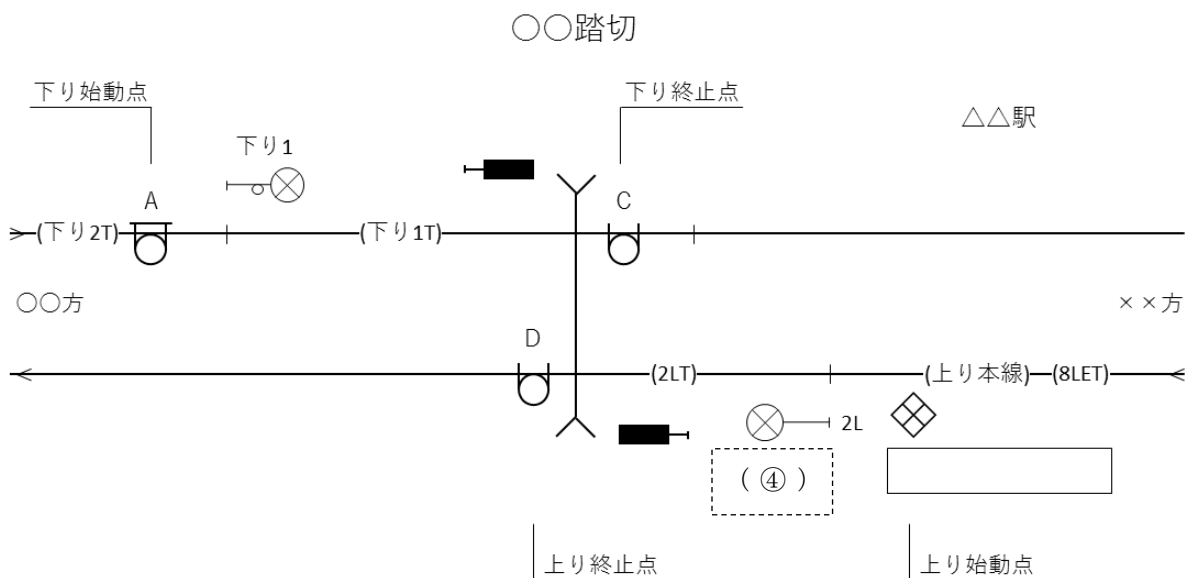 ○○踏切
下り始動点
下り終止点
△△駅
下り1
A
C
(下り2T)
(下り1T)
○○方
××方
D
(2LT)
(上り本線)
(8LET)
2L
( ④ )
上り終止点
上り始動点